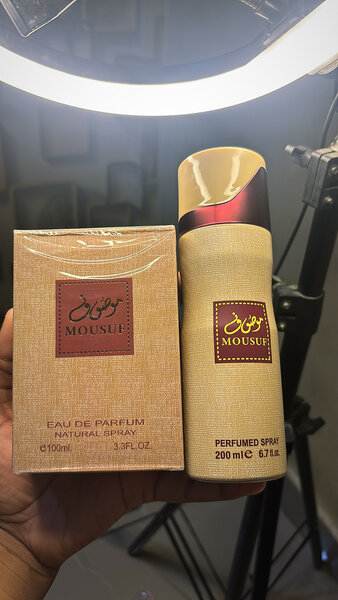 موصوف
MOUSUF
EAU DE PARFUM
NATURAL SPRAY
e100ml. 3.3FL.OZ
موصوف
MOUSUF
PERFUMED SPRAY
200 ml e 6.7 fl.oz.